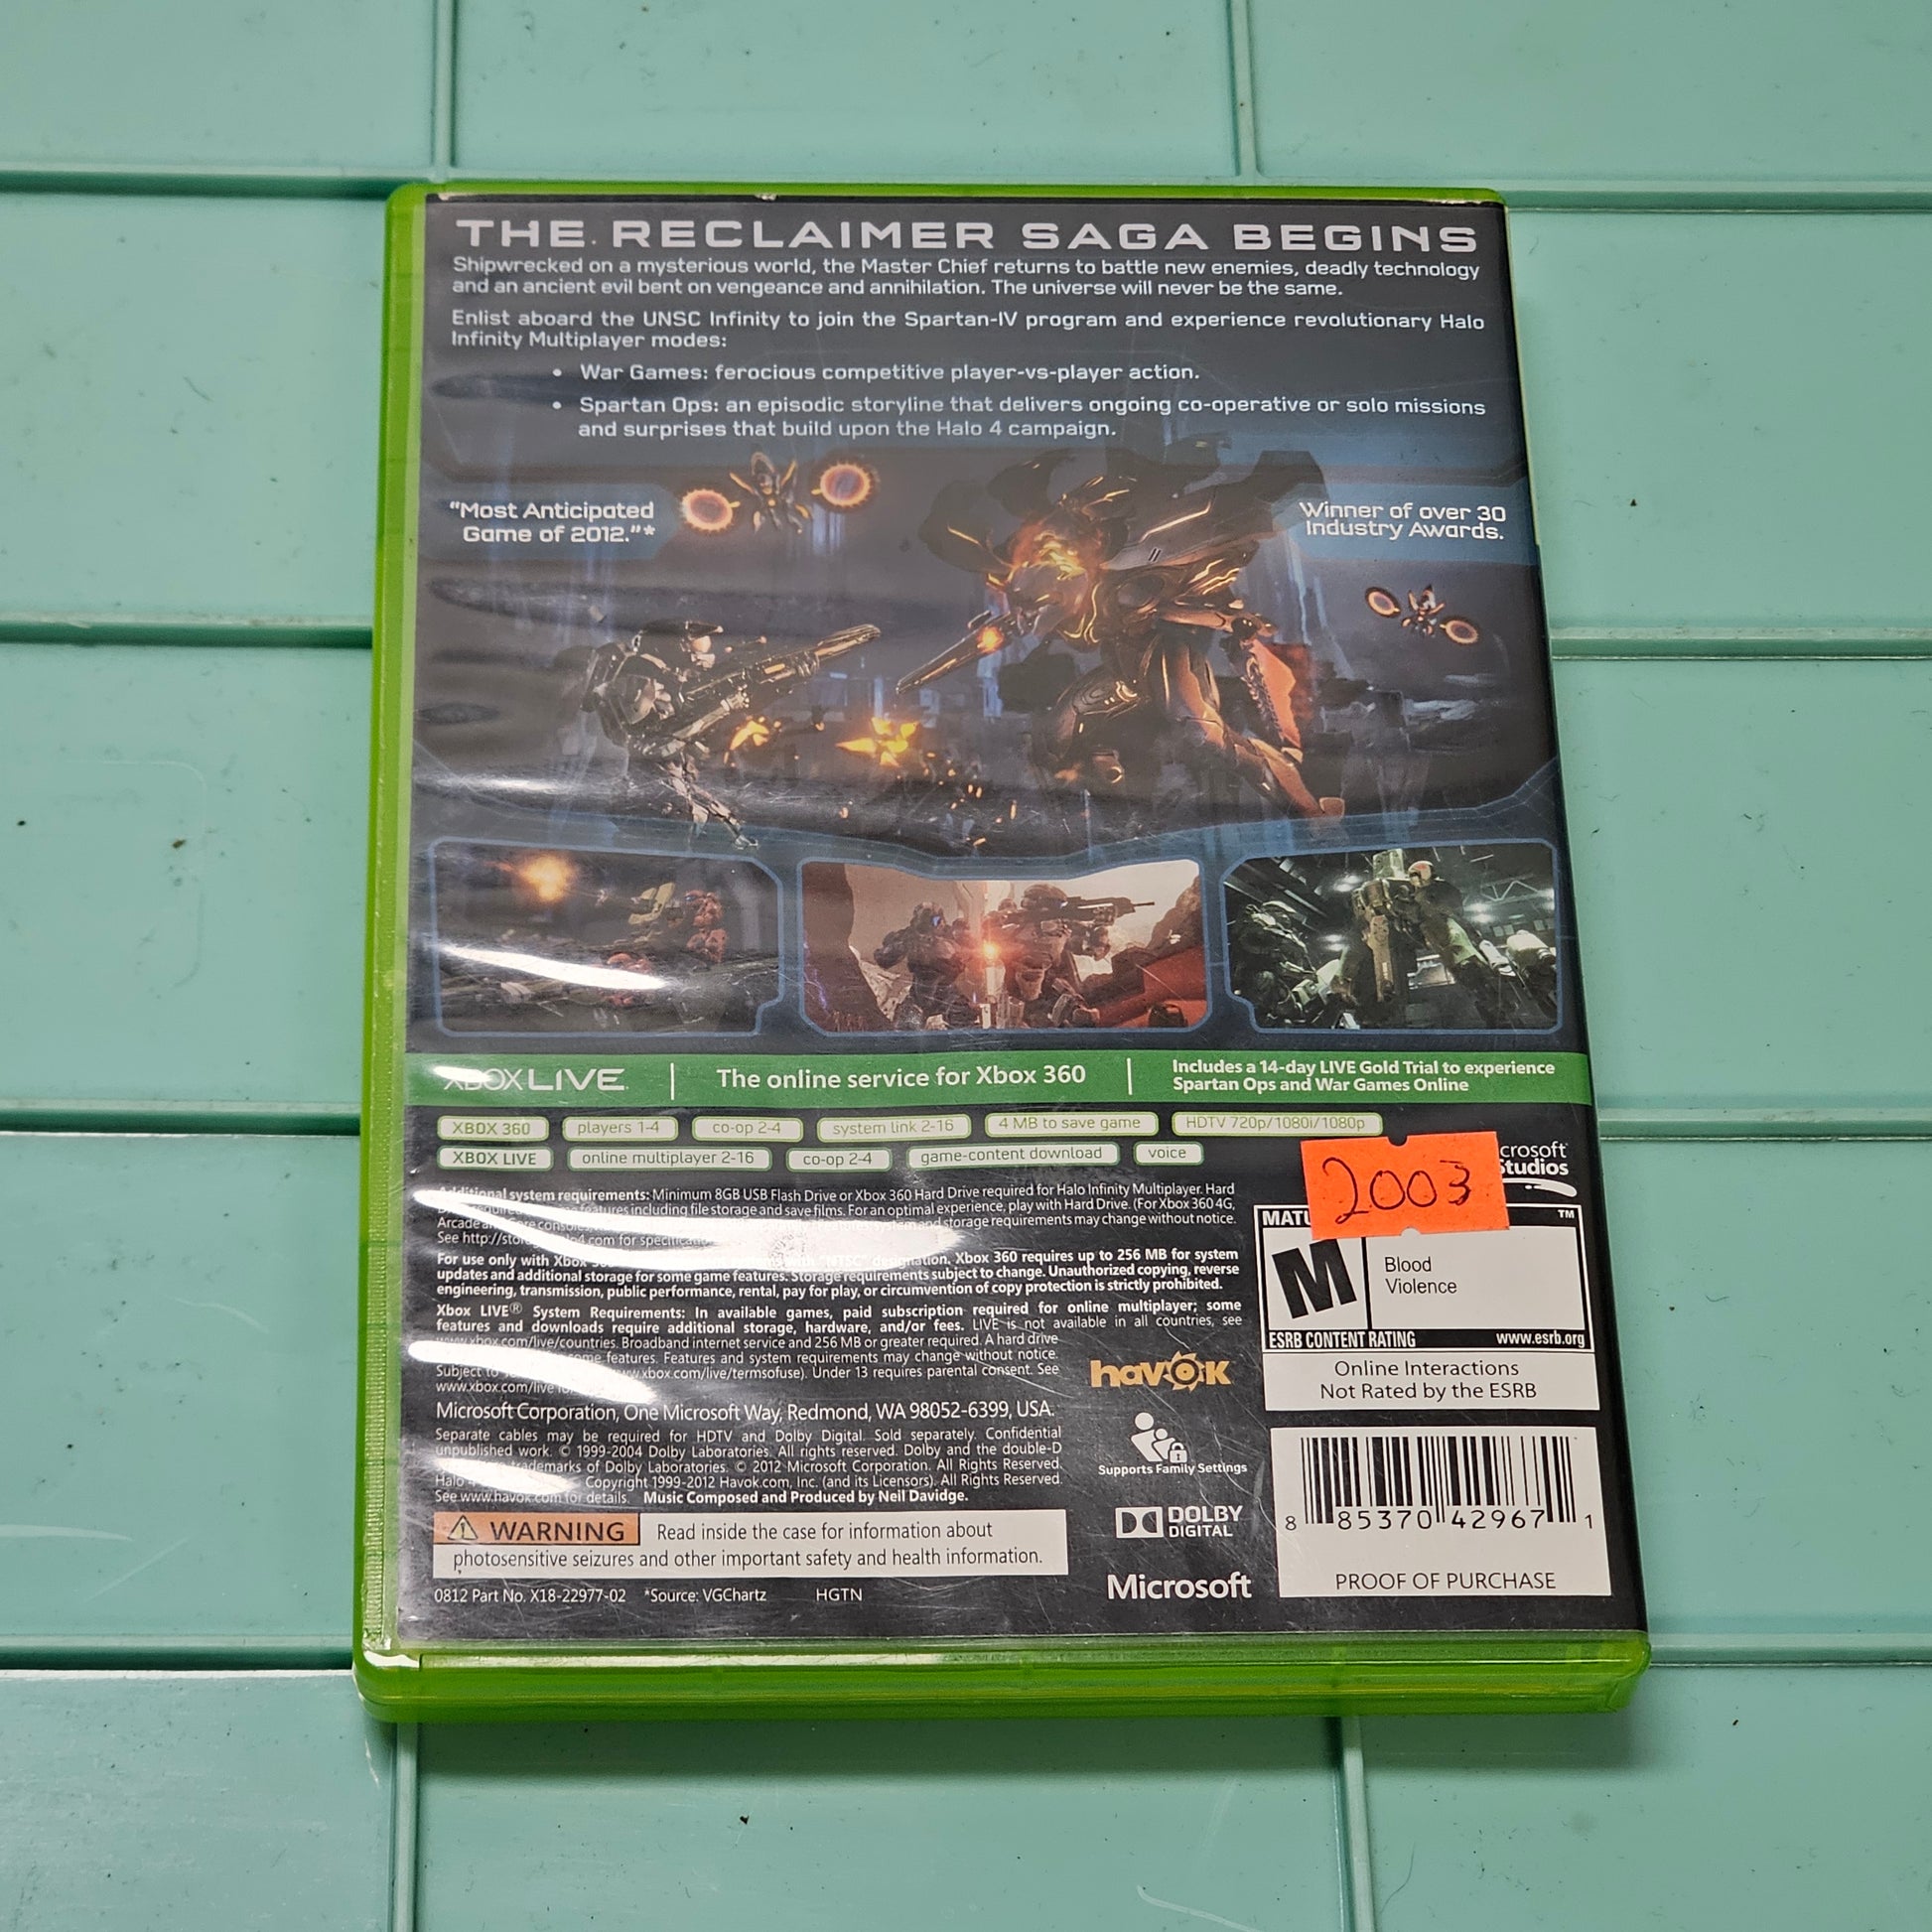 THE RECLAIMER SAGA BEGINS
Shipwrecked on a mysterious world, the Master Chief returns to battle new enemies, deadly technology
and an ancient evil bent on vengeance and annihilation. The universe will never be the same.
Enlist aboard the UNSC Infinity to join the Spartan-IV program and experience revolutionary Halo
Infinity Multiplayer modes:
• War Games: ferocious competitive player-vs-player action.
• Spartan Ops: an episodic storyline that delivers ongoing co-operative or solo missions
and surprises that build upon the Halo 4 campaign.
"Most Anticipated
Game of 2012."*
Winner of over 30
Industry Awards.
XBOX LIVE
The online service for Xbox 360
Includes a 14-day LIVE Gold Trial to experience
Spartan Ops and War Games Online
XBOX 360 players 1-4 co-op 2-4 system link 2-16 4 MB to save game HDTV 720p/1080i/1080p
XBOX LIVE online multiplayer 2-16 co-op 2-4 game-content download voice
2003
crosoft
Studios
system requirements: Minimum 8GB USB Flash Drive or Xbox 360 Hard Drive required for Halo Infinity Multiplayer. Hard
features including file storage and save films. For an optimal experience, play with Hard Drive. (For Xbox 360 4G,
Arcade and storage requirements may change without notice.
See .com for
For use only with Xbox "NTSC" designation. Xbox 360 requires up to 256 MB for system
updates and additional storage for some game features. Storage requirements subject to change. Unauthorized copying, reverse
engineering, transmission, public performance, rental, pay for play, or circumvention of copy protection is strictly prohibited.
Xbox LIVE® System Requirements: In available games, paid subscription required for online multiplayer; some
features and downloads require additional storage, hardware, and/or fees. LIVE is not available in all countries, see
www.xbox.com/live/countries. Broadband internet service and 256 MB or greater required. A hard drive
some features. Features and system requirements may change without notice.
Subject to .xbox.com/live/termsofuse). Under 13 requires parental consent. See
www.xbox.com/live
Microsoft Corporation, One Microsoft Way, Redmond, WA 98052-6399, USA.
Separate cables may be required for HDTV and Dolby Digital. Sold separately. Confidential
unpublished work. © 1999-2004 Dolby Laboratories. All rights reserved. Dolby and the double-D
trademarks of Dolby Laboratories. © 2012 Microsoft Corporation. All Rights Reserved.
Halo Copyright 1999-2012 Havok.com, Inc. (and its Licensors). All Rights Reserved.
See www.havok.com for details. Music Composed and Produced by Neil Davidge.
WARNING Read inside the case for information about
photosensitive seizures and other important safety and health information.
0812 Part No. X18-22977-02 *Source: VGChartz HGTN
havok
Supports Family Settings
DOLBY
DIGITAL
Microsoft
MATU TM
M
Blood
Violence
ESRB CONTENT RATING www.esrb.org
Online Interactions
Not Rated by the ESRB
8 85370 42967 1
PROOF OF PURCHASE